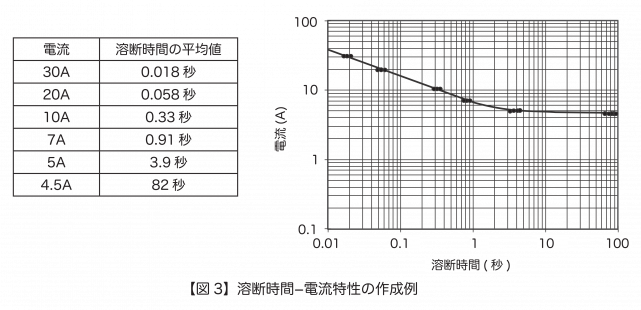 電流 溶断時間の平均値
30A 0.018 秒
20A 0.058 秒
10A 0.33 秒
7A 0.91 秒
5A 3.9 秒
4.5A 82 秒
電流 (A)
100
10
1
0.1
0.01 0.1 1 10 100
溶断時間 ( 秒 )
【図 3】溶断時間–電流特性の作成例